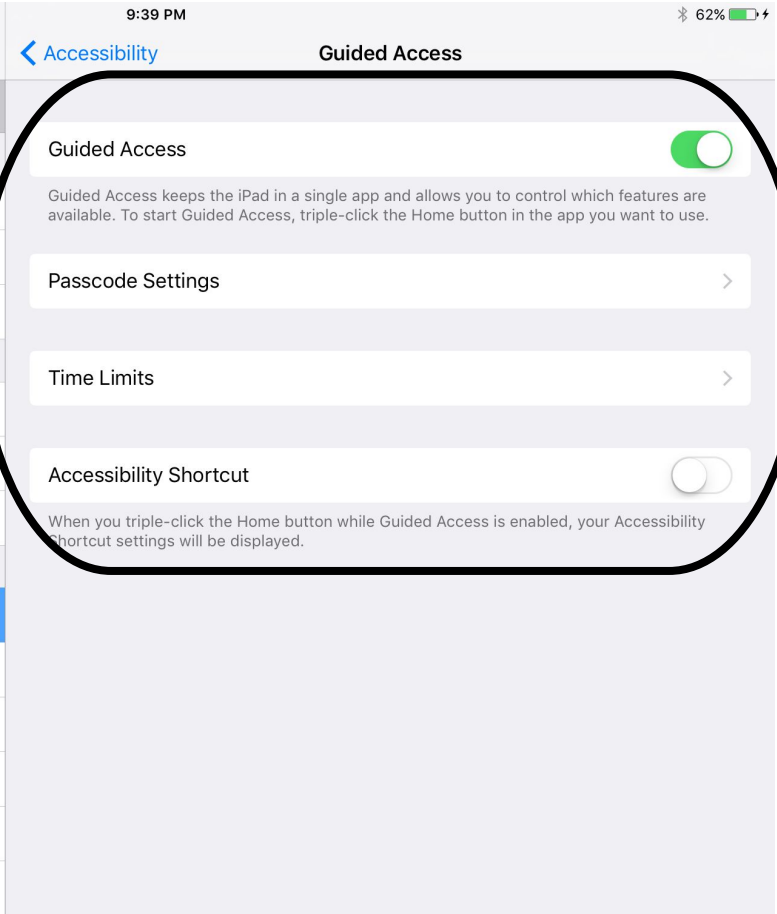 9:39 PM 62%
Accessibility Guided Access
Guided Access
Guided Access keeps the iPad in a single app and allows you to control which features are
available. To start Guided Access, triple-click the Home button in the app you want to use.
Passcode Settings
Time Limits
Accessibility Shortcut
When you triple-click the Home button while Guided Access is enabled, your Accessibility
Shortcut settings will be displayed.